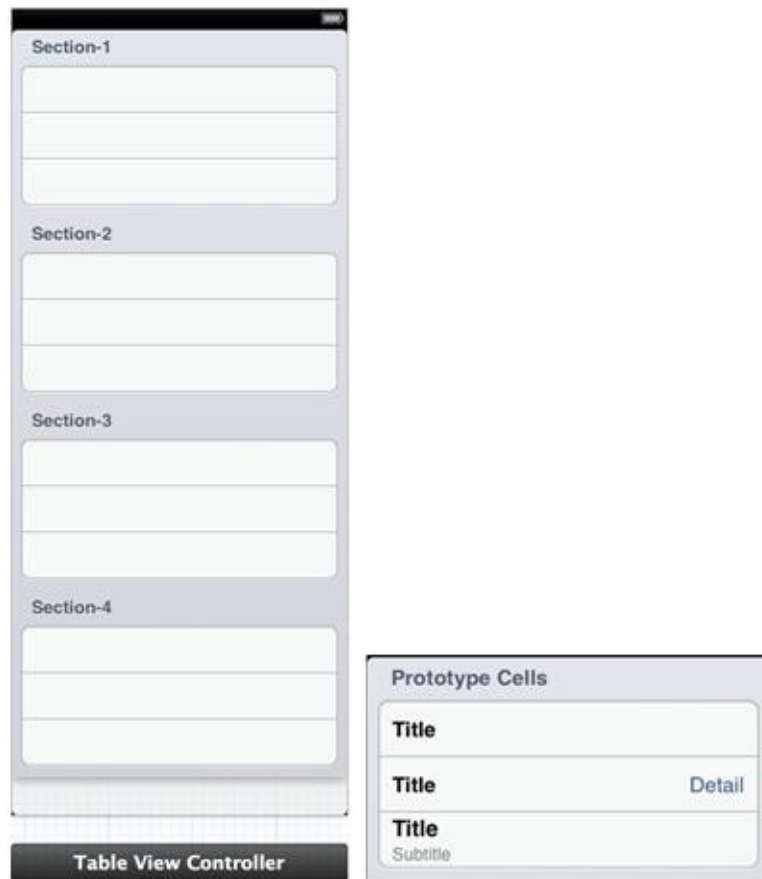 Section-1
Section-2
Section-3
Section-4
Table View Controller
Prototype Cells
Title
Title Detail
Title
Subtitle